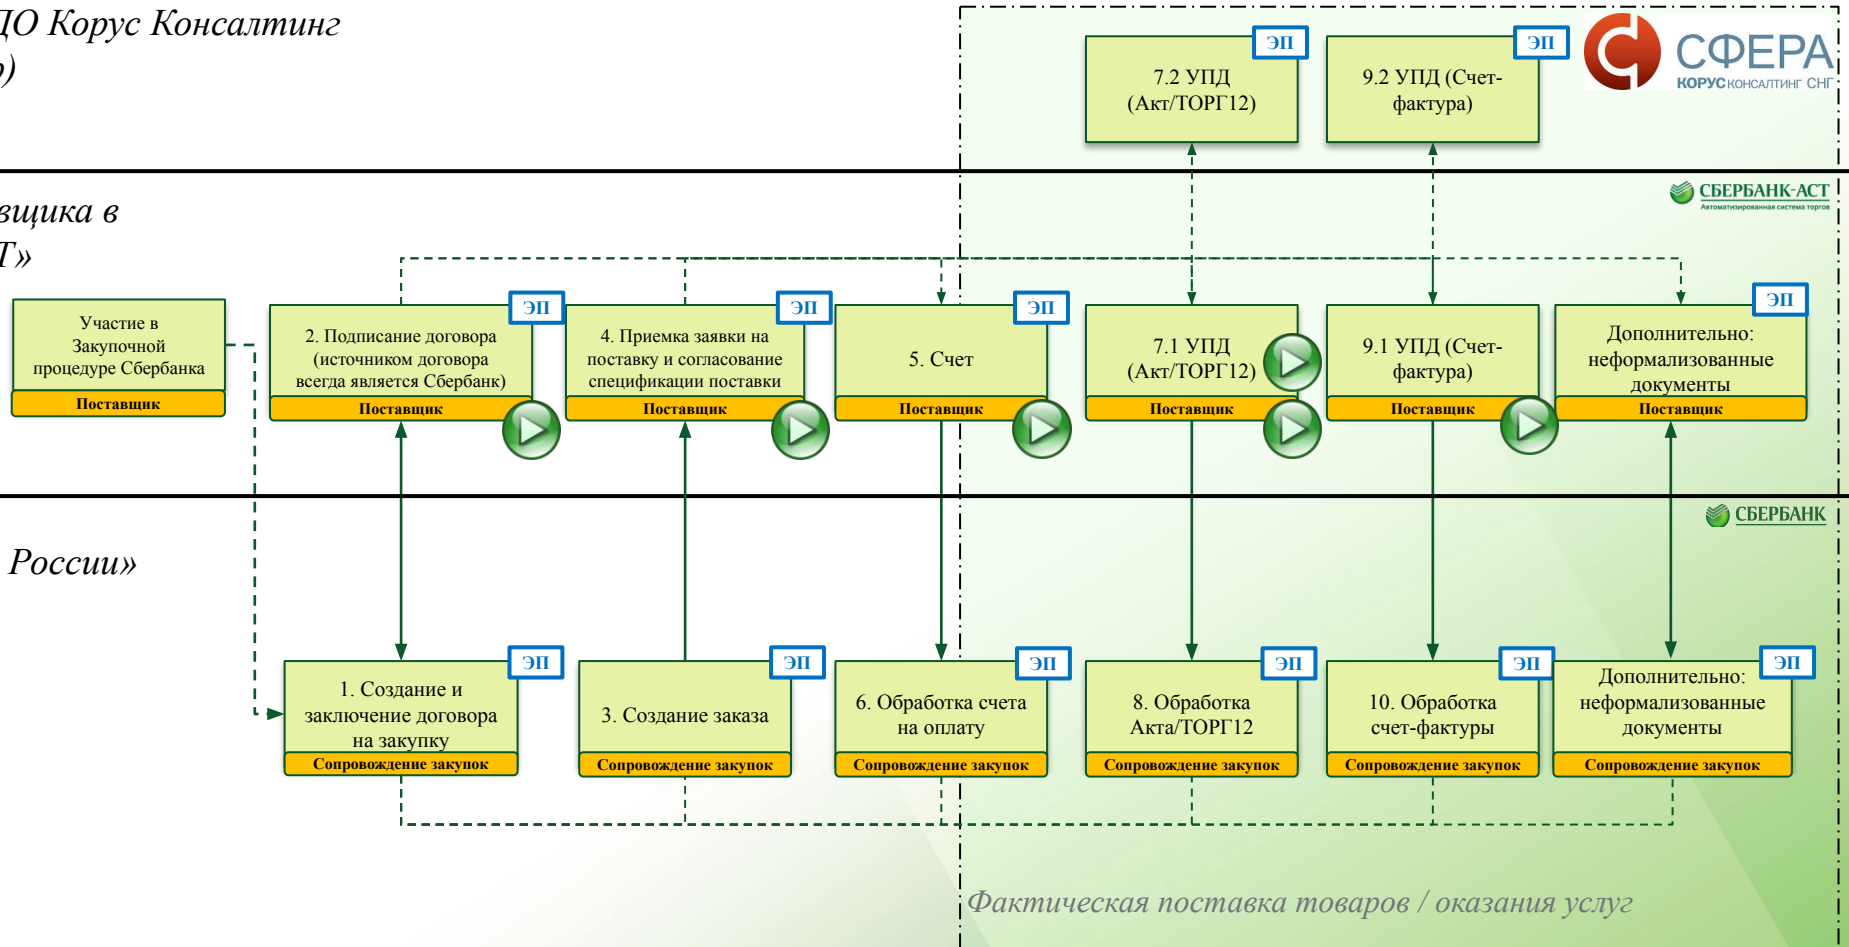 ДО Корус Консалтинг
ЭП
7.2 УПД
(Акт/ТОРГ12)
ЭП
9.2 УПД (Счет-
фактура)
СФЕРА
КОРУС КОНСАЛТИНГ СНГ
СБЕРБАНК-АСТ
Автоматизированная система торгов
Участие в
Закупочной
процедуре Сбербанка
Поставщик
ЭП
2. Подписание договора
(источником договора
всегда является Сбербанк)
Поставщик
ЭП
4. Приемка заявки на
поставку и согласование
спецификации поставки
Поставщик
ЭП
5. Счет
Поставщик
7.1 УПД
(Акт/ТОРГ12)
Поставщик
ЭП
9.1 УПД (Счет-
фактура)
Поставщик
ЭП
Дополнительно:
неформализованные
документы
Поставщик
СБЕРБАНК
России»
ЭП
1. Создание и
заключение договора
на закупку
Сопровождение закупок
ЭП
3. Создание заказа
Сопровождение закупок
ЭП
6. Обработка счета
на оплату
Сопровождение закупок
ЭП
8. Обработка
Акта/ТОРГ12
Сопровождение закупок
ЭП
10. Обработка
счет-фактуры
Сопровождение закупок
ЭП
Дополнительно:
неформализованные
документы
Сопровождение закупок
Фактическая поставка товаров / оказания услуг